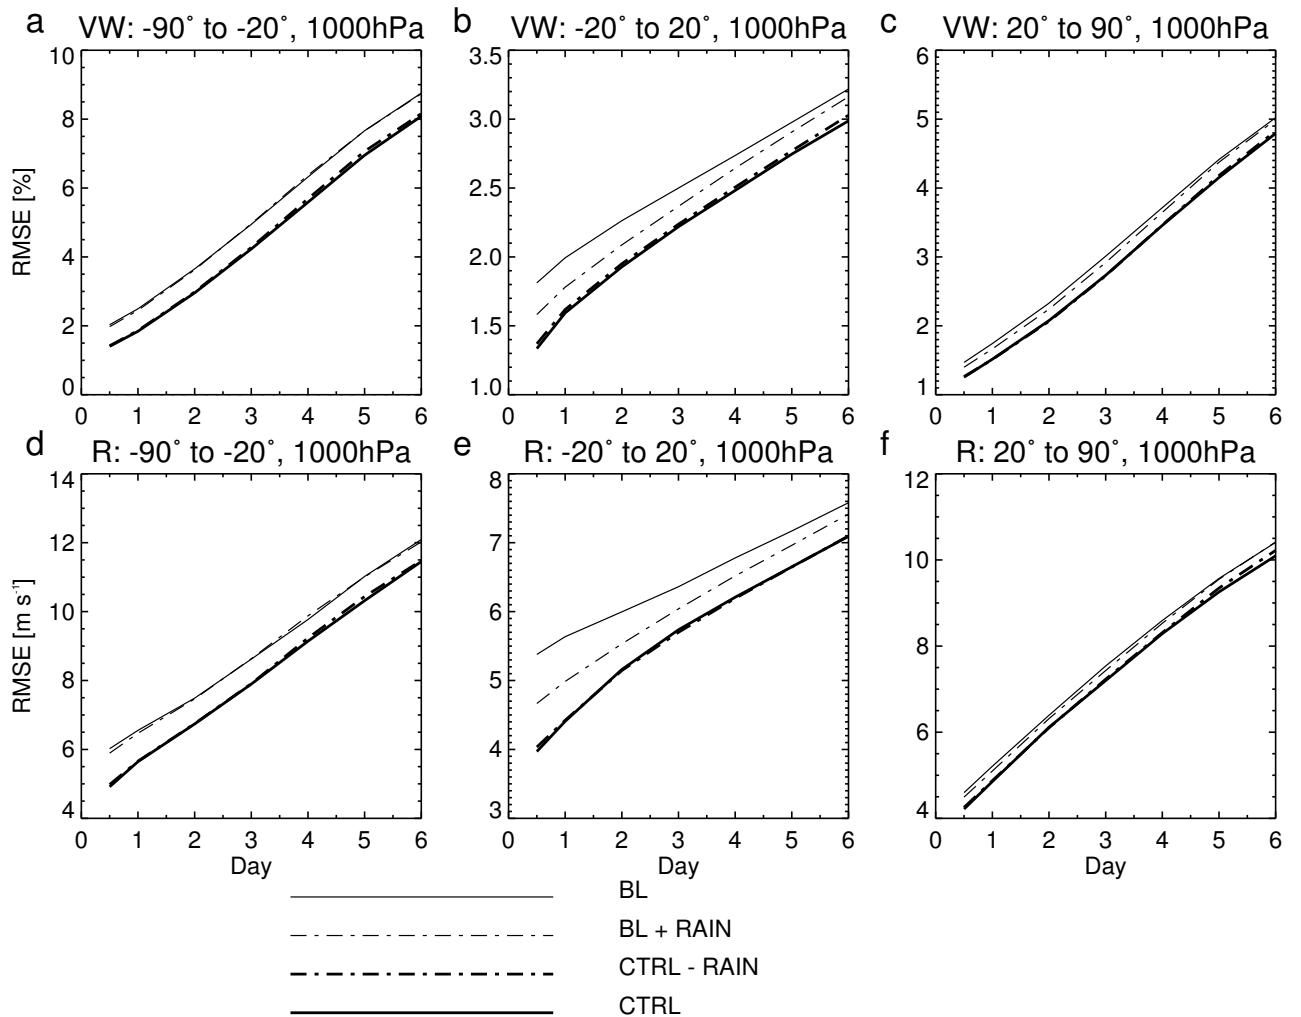 a VW: -90˚ to -20˚, 1000hPa
b VW: -20˚ to 20˚, 1000hPa
c VW: 20˚ to 90˚, 1000hPa
RMSE [%]
10
8
6
4
2
0
0 1 2 3 4 5 6
3.5
3.0
2.5
2.0
1.5
1.0
0 1 2 3 4 5 6
6
5
4
3
2
1
0 1 2 3 4 5 6
d R: -90˚ to -20˚, 1000hPa
e R: -20˚ to 20˚, 1000hPa
f R: 20˚ to 90˚, 1000hPa
RMSE [m s⁻¹]
14
12
10
8
6
4
0 1 2 3 4 5 6
Day
8
7
6
5
4
3
0 1 2 3 4 5 6
Day
12
10
8
6
4
0 1 2 3 4 5 6
Day
BL
BL + RAIN
CTRL - RAIN
CTRL